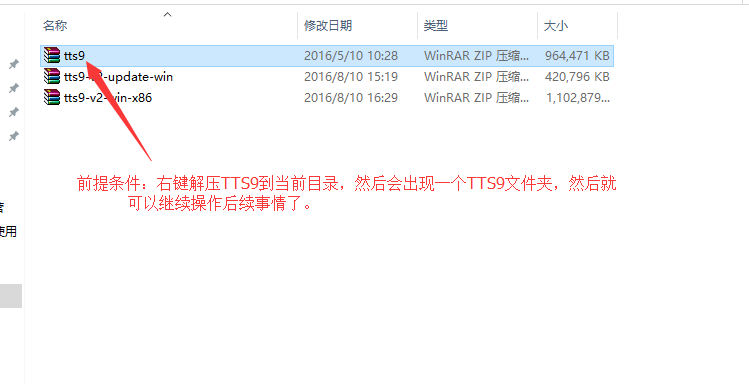 名称 修改日期 类型 大小
tts9 2016/5/10 10:28 WinRAR ZIP 压缩... 964,471 KB
-update-win 2016/8/10 15:19 WinRAR ZIP 压缩... 420,796 KB
tts9-v2-win-x86 2016/8/10 16:29 WinRAR ZIP 压缩... 1,102,879...
前提条件：右键解压TTS9到当前目录，然后会出现一个TTS9文件夹，然后就
可以继续操作后续事情了。
使用